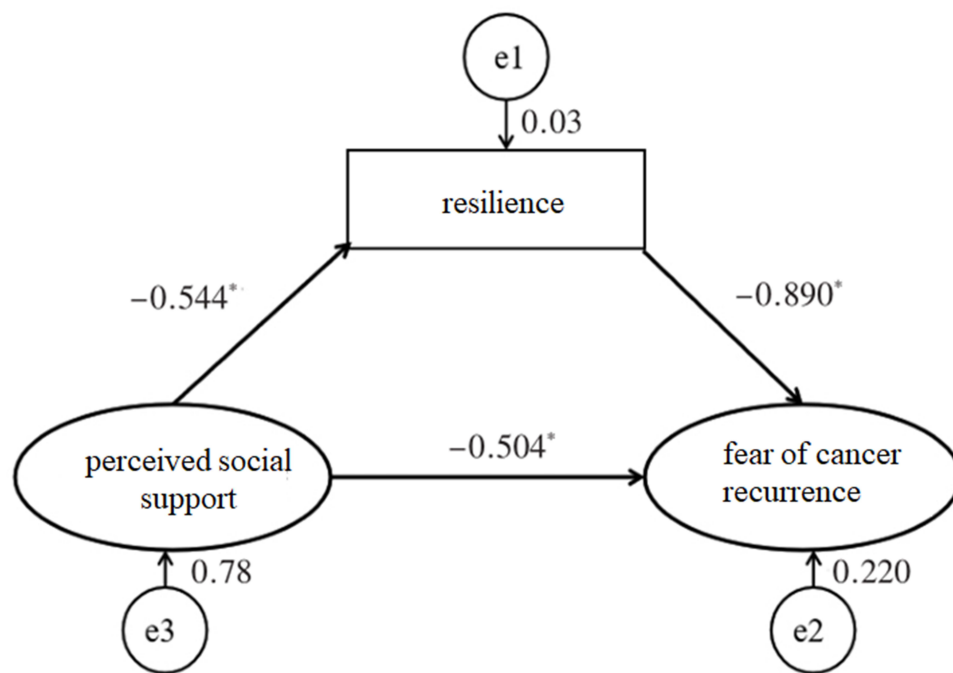 e1
0.03
resilience
−0.544*
−0.890*
−0.504*
perceived social
support
fear of cancer
recurrence
0.78
0.220
e3
e2